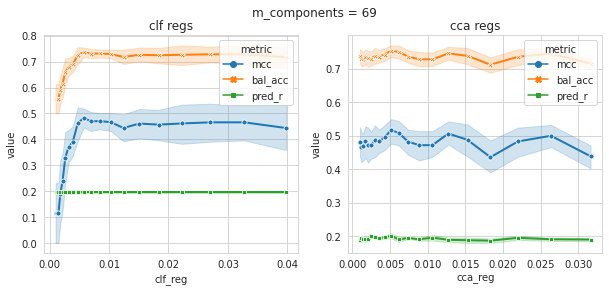 m_components = 69
clf regs
value
0.8
0.7
0.6
0.5
0.4
0.3
0.2
0.1
0.0
0.00
0.01
0.02
0.03
0.04
clf_reg
metric
mcc
bal_acc
pred_r
cca regs
value
0.7
0.6
0.5
0.4
0.3
0.2
0.000
0.005
0.010
0.015
0.020
0.025
0.030
cca_reg
metric
mcc
bal_acc
pred_r